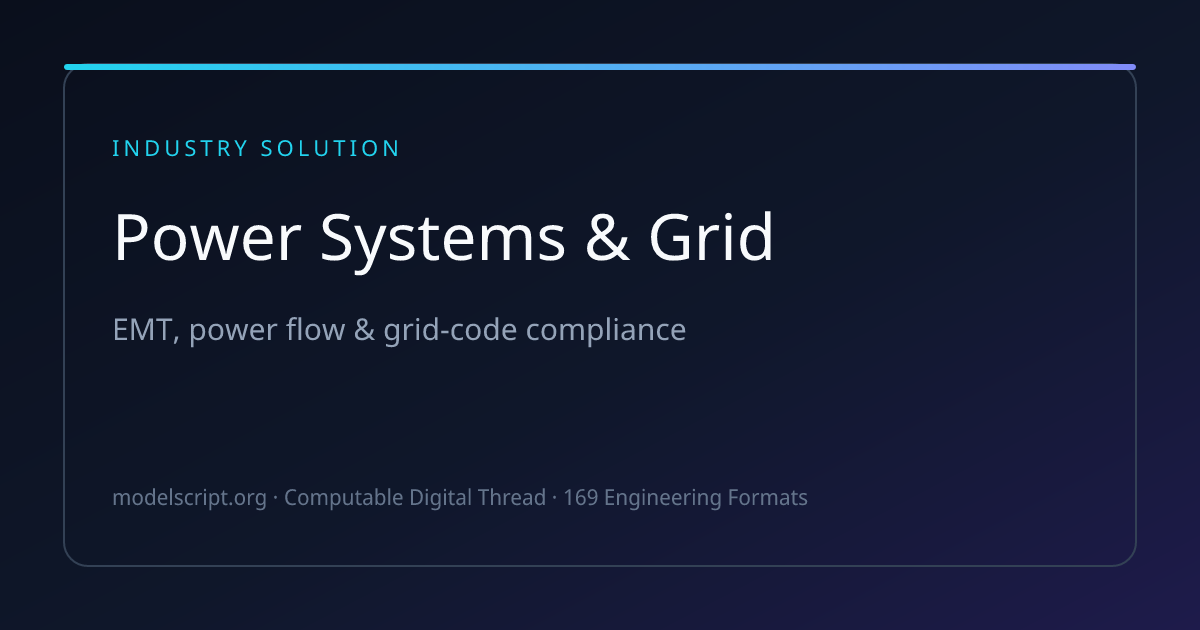 INDUSTRY SOLUTION
Power Systems & Grid
EMT, power flow & grid-code compliance
modelscript.org · Computable Digital Thread · 169 Engineering Formats